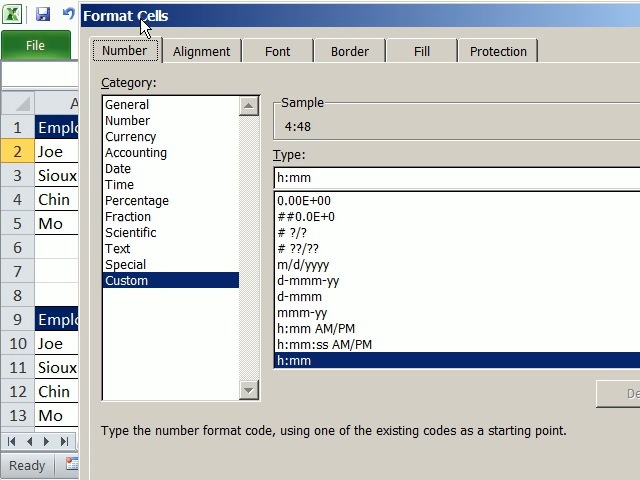 Format Cells
File
Number Alignment Font Border Fill Protection
Category:
General
Number
Currency
Accounting
Date
Time
Percentage
Fraction
Scientific
Text
Special
Custom
Sample
4:48
Type:
h:mm
0.00E+00
##0.0E+0
# ?/?
# ??/??
m/d/yyyy
d-mmm-yy
d-mmm
mmm-yy
h:mm AM/PM
h:mm:ss AM/PM
h:mm
De
Type the number format code, using one of the existing codes as a starting point.
A
1 Emplo
2 Joe
3 Sioux
4 Chin
5 Mo
6
7
8
9 Emplo
10 Joe
11 Sioux
12 Chin
13 Mo
Ready